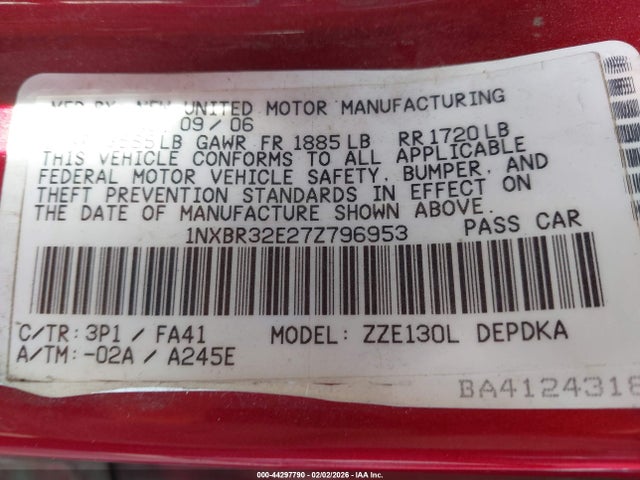 MFD BY: NEW UNITED MOTOR MANUFACTURING
09/06
LB GAWR FR 1885 LB RR 1720 LB
THIS VEHICLE CONFORMS TO ALL APPLICABLE
FEDERAL MOTOR VEHICLE SAFETY, BUMPER, AND
THEFT PREVENTION STANDARDS IN EFFECT ON
THE DATE OF MANUFACTURE SHOWN ABOVE.
1NXBR32E27Z796953 PASS CAR
C/TR: 3P1 / FA41 MODEL: ZZE130L DEPDKA
A/TM: -02A / A245E
BA4124318
000-44297790 - 02/02/2026 - IAA Inc.